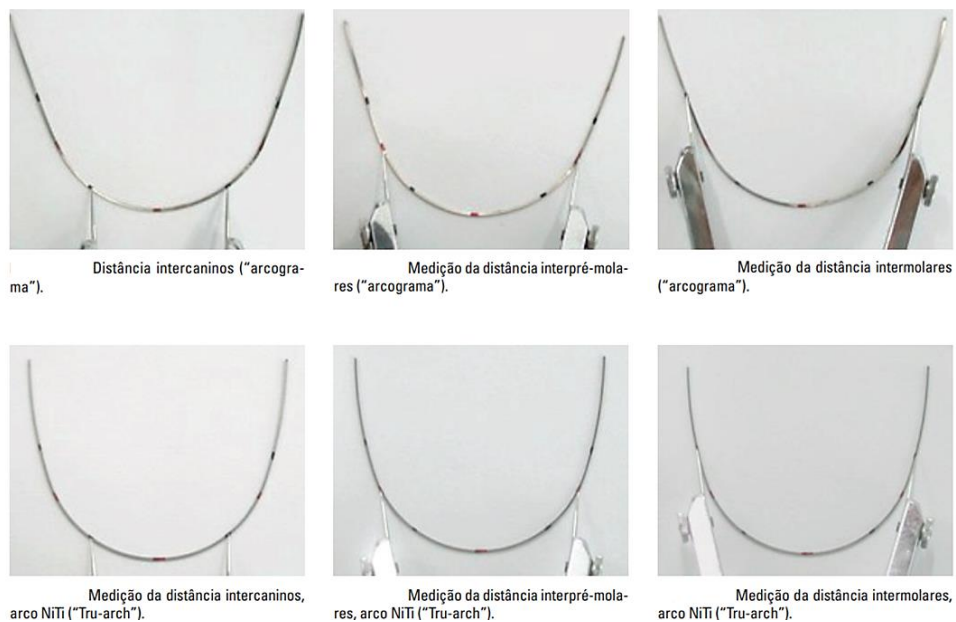 Distância intercaninos (“arcogra-
ma”).
Medição da distância interpré-mola-
res (“arcograma”).
Medição da distância intermolares
(“arcograma”).
Medição da distância intercaninos,
arco NiTi (“Tru-arch”).
Medição da distância interpré-mola-
res, arco NiTi (“Tru-arch”).
Medição da distância intermolares,
arco NiTi (“Tru-arch”).